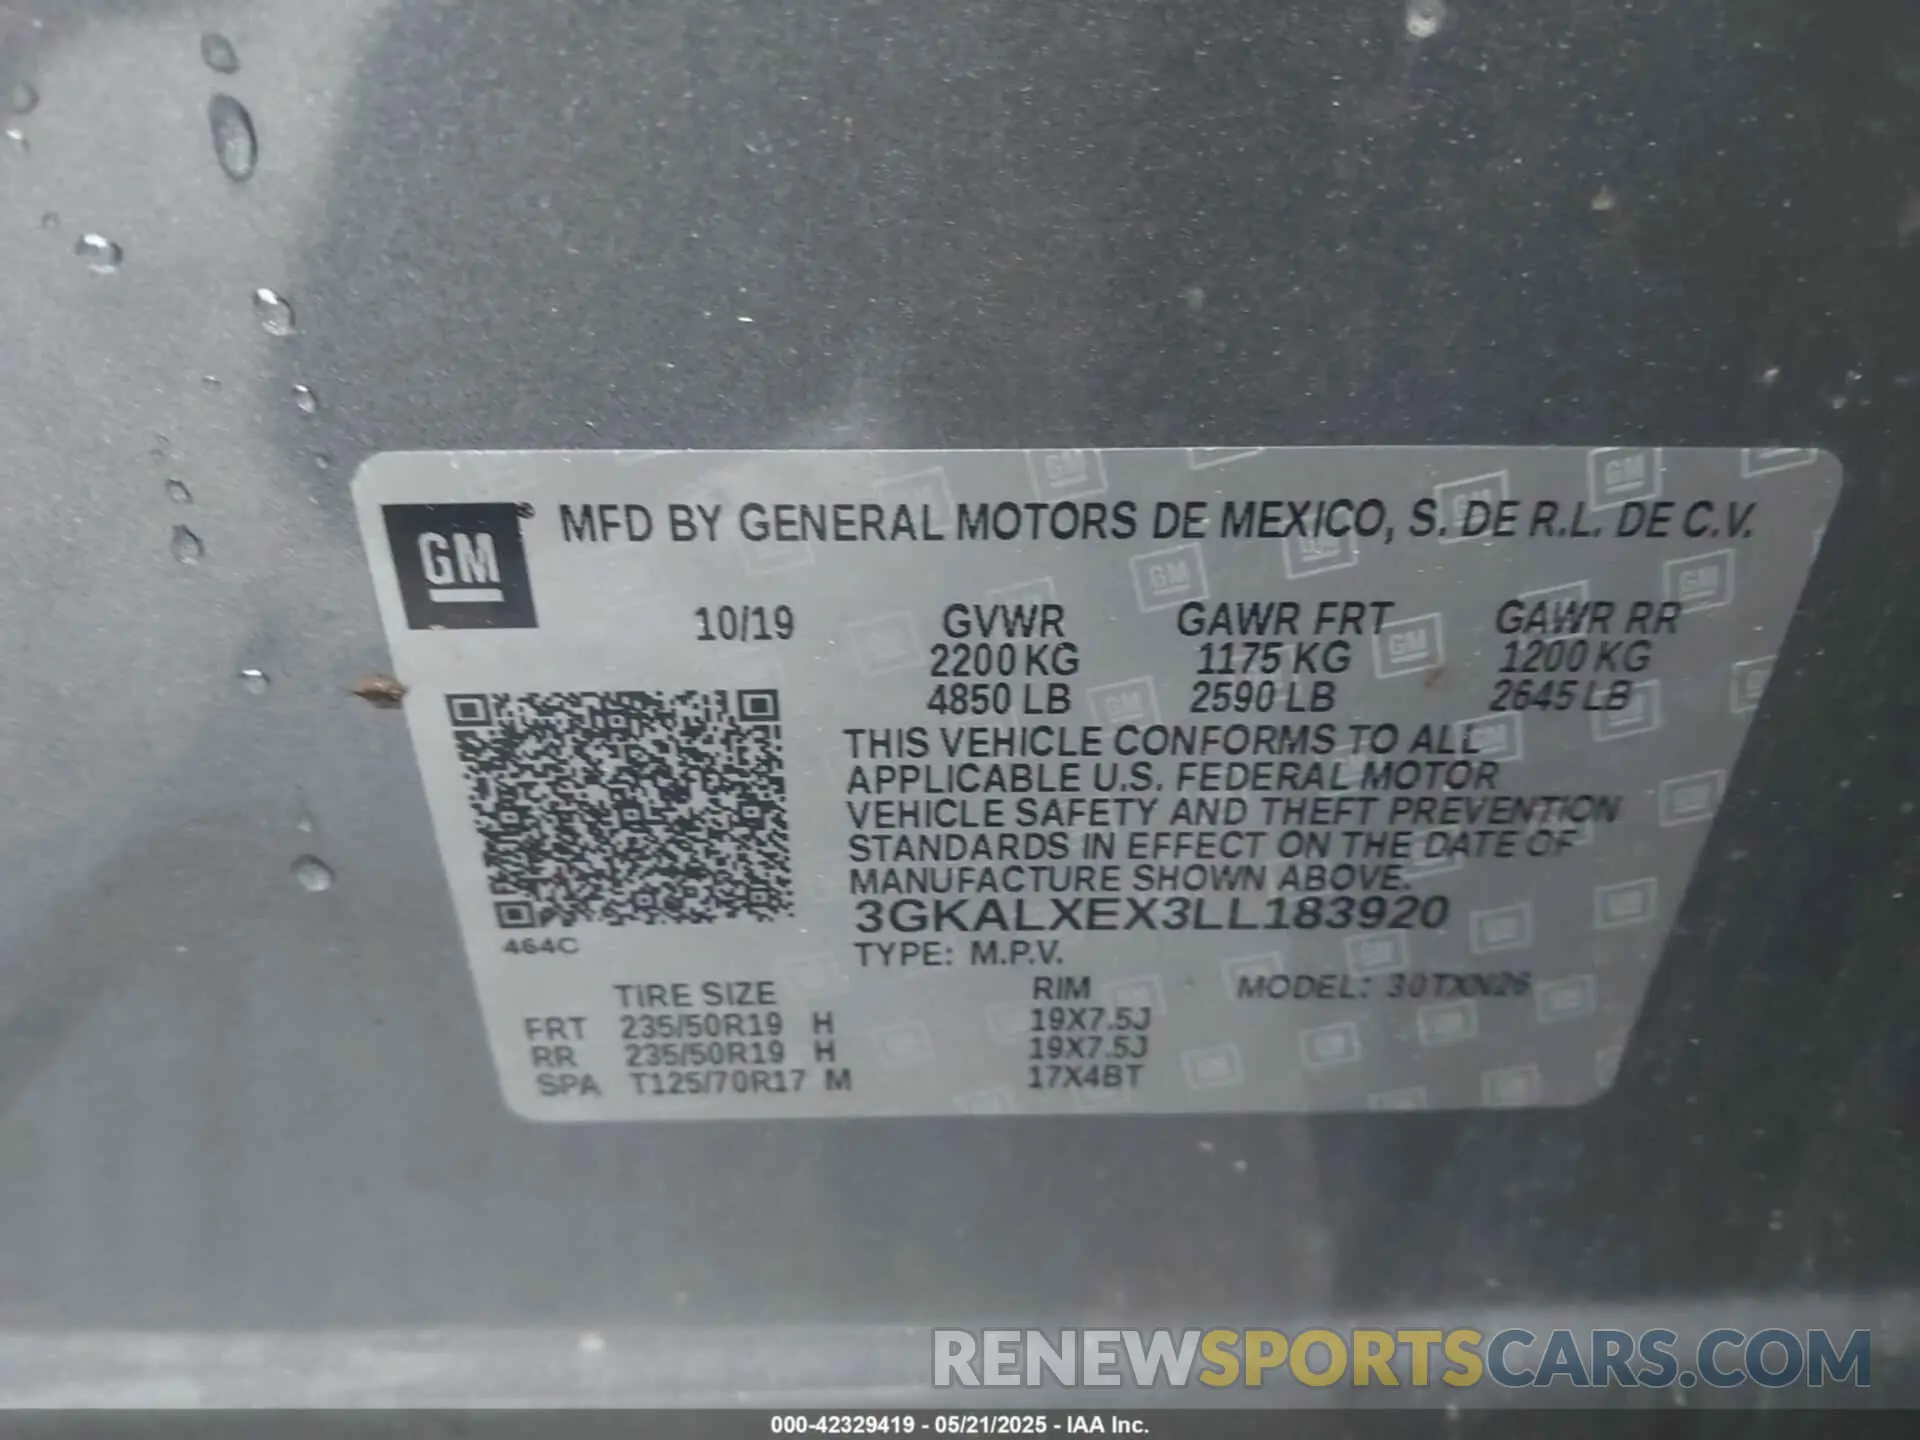 GM® MFD BY GENERAL MOTORS DE MEXICO, S. DE R.L. DE C.V.
10/19 GVWR GAWR FRT GAWR RR
2200 KG 1175 KG 1200 KG
4850 LB 2590 LB 2645 LB
THIS VEHICLE CONFORMS TO ALL
APPLICABLE U.S. FEDERAL MOTOR
VEHICLE SAFETY AND THEFT PREVENTION
STANDARDS IN EFFECT ON THE DATE OF
MANUFACTURE SHOWN ABOVE.
3GKALXEX3LL183920
464C TYPE: M.P.V.
TIRE SIZE RIM MODEL: 30TXN26
FRT 235/50R19 H 19X7.5J
RR 235/50R19 H 19X7.5J
SPA T125/70R17 M 17X4BT
RENEWSPORTSCARS.COM
000-42329419 - 05/21/2025 - IAA Inc.